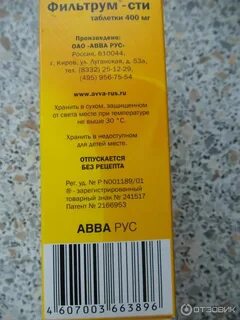 Фильтрум -сти
таблетки 400 мг
Произведено:
ОАО «АВВА РУС»
Россия, 610044,
г. Киров, ул. Луганская, д. 53а,
тел. (8332) 25-12-29,
(495) 956-75-54
www.avva-rus.ru
Хранить в сухом, защищенном
от света месте при температуре
не выше 30 °С.
Хранить в недоступном
для детей месте.
ОТПУСКАЕТСЯ
БЕЗ РЕЦЕПТА
Рег. уд. № Р N001189/01
® - зарегистрированный
товарный знак № 241517
Патент № 2166953
АВВА РУС
4 607003 663896
ОТЗОВИК